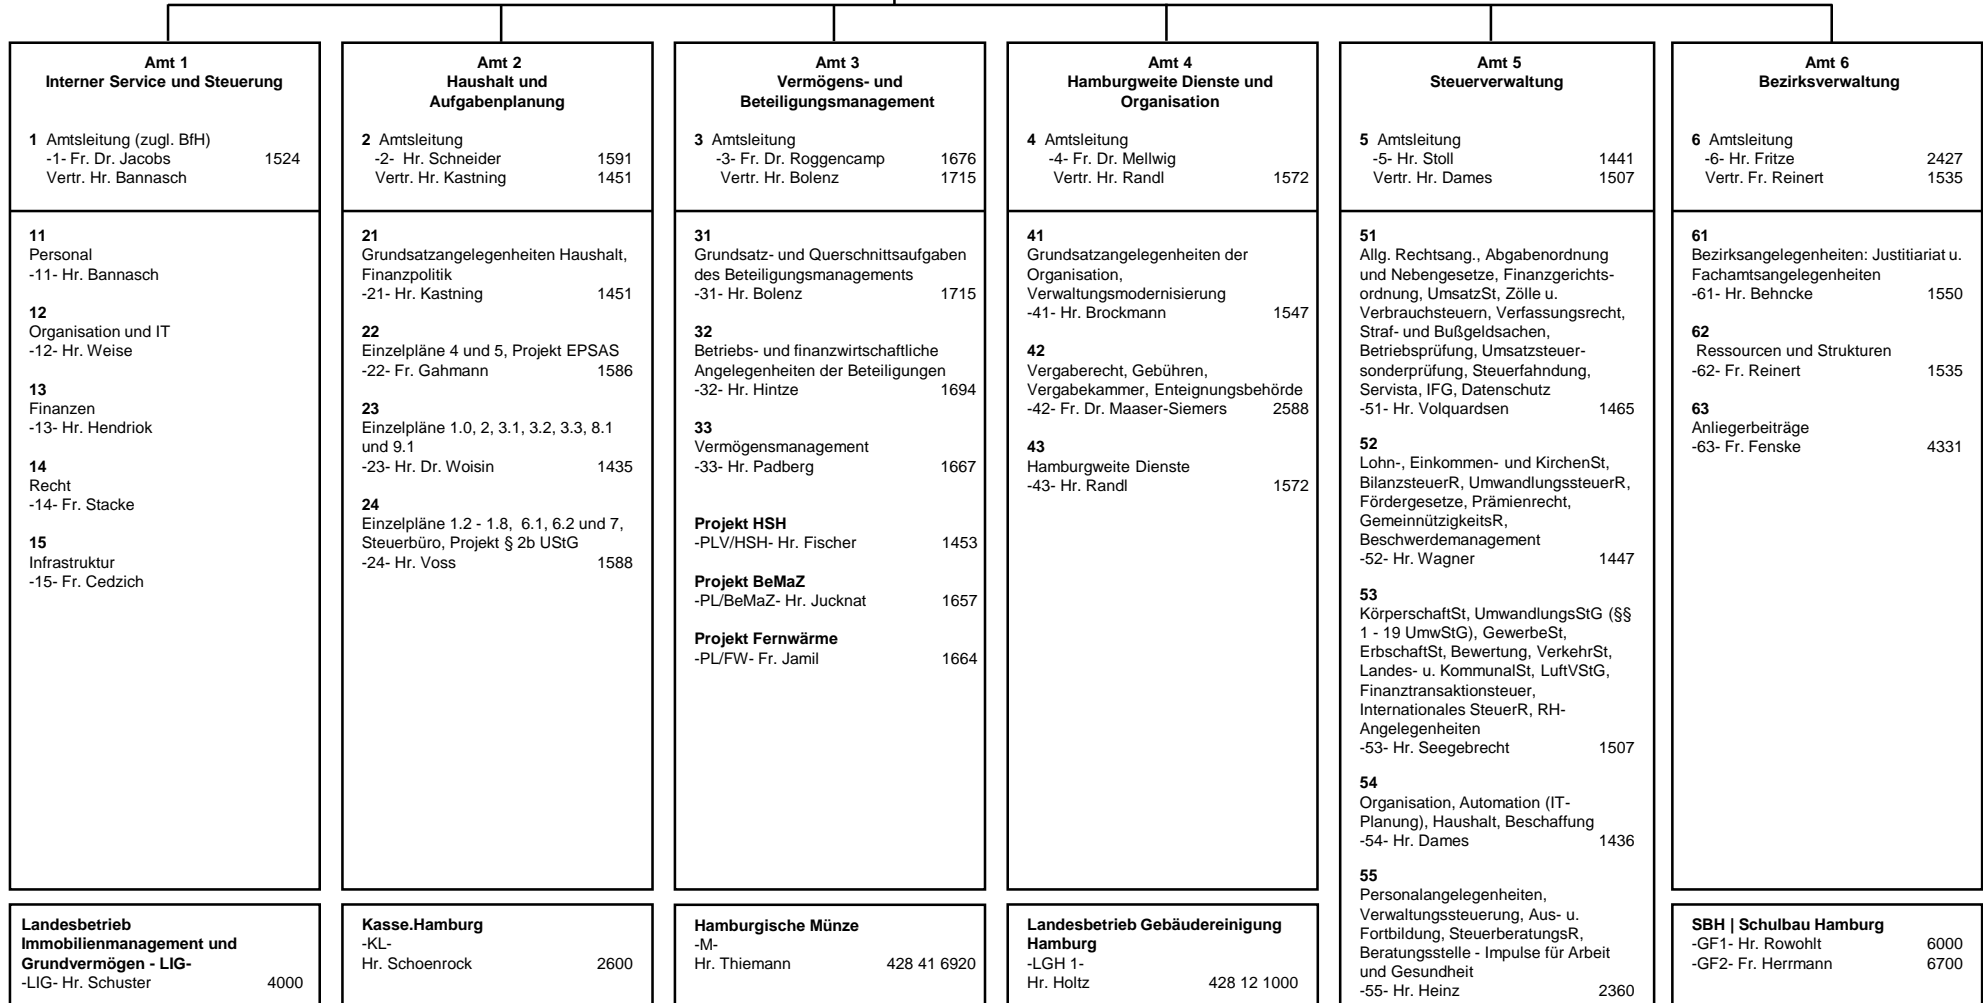 Amt 1
Interner Service und Steuerung
1 Amtsleitung (zugl. BfH)
-1- Fr. Dr. Jacobs 1524
Vertr. Hr. Bannasch
11
Personal
-11- Hr. Bannasch
12
Organisation und IT
-12- Hr. Weise
13
Finanzen
-13- Hr. Hendriok
14
Recht
-14- Fr. Stacke
15
Infrastruktur
-15- Fr. Cedzich
Landesbetrieb
Immobilienmanagement und
Grundvermögen - LIG-
-LIG- Hr. Schuster 4000
Amt 2
Haushalt und
Aufgabenplanung
2 Amtsleitung
-2- Hr. Schneider 1591
Vertr. Hr. Kastning 1451
21
Grundsatzangelegenheiten Haushalt,
Finanzpolitik
-21- Hr. Kastning 1451
22
Einzelpläne 4 und 5, Projekt EPSAS
-22- Fr. Gahmann 1586
23
Einzelpläne 1.0, 2, 3.1, 3.2, 3.3, 8.1
und 9.1
-23- Hr. Dr. Woisin 1435
24
Einzelpläne 1.2 - 1.8, 6.1, 6.2 und 7,
Steuerbüro, Projekt § 2b UStG
-24- Hr. Voss 1588
Kasse.Hamburg
-KL-
Hr. Schoenrock 2600
Amt 3
Vermögens- und
Beteiligungsmanagement
3 Amtsleitung
-3- Fr. Dr. Roggencamp 1676
Vertr. Hr. Bolenz 1715
31
Grundsatz- und Querschnittsaufgaben
des Beteiligungsmanagements
-31- Hr. Bolenz 1715
32
Betriebs- und finanzwirtschaftliche
Angelegenheiten der Beteiligungen
-32- Hr. Hintze 1694
33
Vermögensmanagement
-33- Hr. Padberg 1667
Projekt HSH
-PLV/HSH- Hr. Fischer 1453
Projekt BeMaZ
-PL/BeMaZ- Hr. Jucknat 1657
Projekt Fernwärme
-PL/FW- Fr. Jamil 1664
Hamburgische Münze
-M-
Hr. Thiemann 428 41 6920
Amt 4
Hamburgweite Dienste und
Organisation
4 Amtsleitung
-4- Fr. Dr. Mellwig
Vertr. Hr. Randl 1572
41
Grundsatzangelegenheiten der
Organisation,
Verwaltungsmodernisierung
-41- Hr. Brockmann 1547
42
Vergaberecht, Gebühren,
Vergabekammer, Enteignungsbehörde
-42- Fr. Dr. Maaser-Siemers 2588
43
Hamburgweite Dienste
-43- Hr. Randl 1572
Landesbetrieb Gebäudereinigung
Hamburg
-LGH 1-
Hr. Holtz 428 12 1000
Amt 5
Steuerverwaltung
5 Amtsleitung
-5- Hr. Stoll 1441
Vertr. Hr. Dames 1507
51
Allg. Rechtsang., Abgabenordnung
und Nebengesetze, Finanzgerichts-
ordnung, UmsatzSt, Zölle u.
Verbrauchsteuern, Verfassungsrecht,
Straf- und Bußgeldsachen,
Betriebsprüfung, Umsatzsteuer-
sonderprüfung, Steuerfahndung,
Servista, IFG, Datenschutz
-51- Hr. Volquardsen 1465
52
Lohn-, Einkommen- und KirchenSt,
BilanzsteuerR, UmwandlungssteuerR,
Fördergesetze, Prämienrecht,
GemeinnützigkeitsR,
Beschwerdemanagement
-52- Hr. Wagner 1447
53
KörperschaftSt, UmwandlungsStG (§§
1 - 19 UmwStG), GewerbeSt,
ErbschaftSt, Bewertung, VerkehrSt,
Landes- u. KommunalSt, LuftVStG,
Finanztransaktionsteuer,
Internationales SteuerR, RH-
Angelegenheiten
-53- Hr. Seegebrecht 1507
54
Organisation, Automation (IT-
Planung), Haushalt, Beschaffung
-54- Hr. Dames 1436
55
Personalangelegenheiten,
Verwaltungssteuerung, Aus- u.
Fortbildung, SteuerberatungsR,
Beratungsstelle - Impulse für Arbeit
und Gesundheit
-55- Hr. Heinz 2360
Amt 6
Bezirksverwaltung
6 Amtsleitung
-6- Hr. Fritze 2427
Vertr. Fr. Reinert 1535
61
Bezirksangelegenheiten: Justitiariat u.
Fachamtsangelegenheiten
-61- Hr. Behncke 1550
62
Ressourcen und Strukturen
-62- Fr. Reinert 1535
63
Anliegerbeiträge
-63- Fr. Fenske 4331
SBH | Schulbau Hamburg
-GF1- Hr. Rowohlt 6000
-GF2- Fr. Herrmann 6700